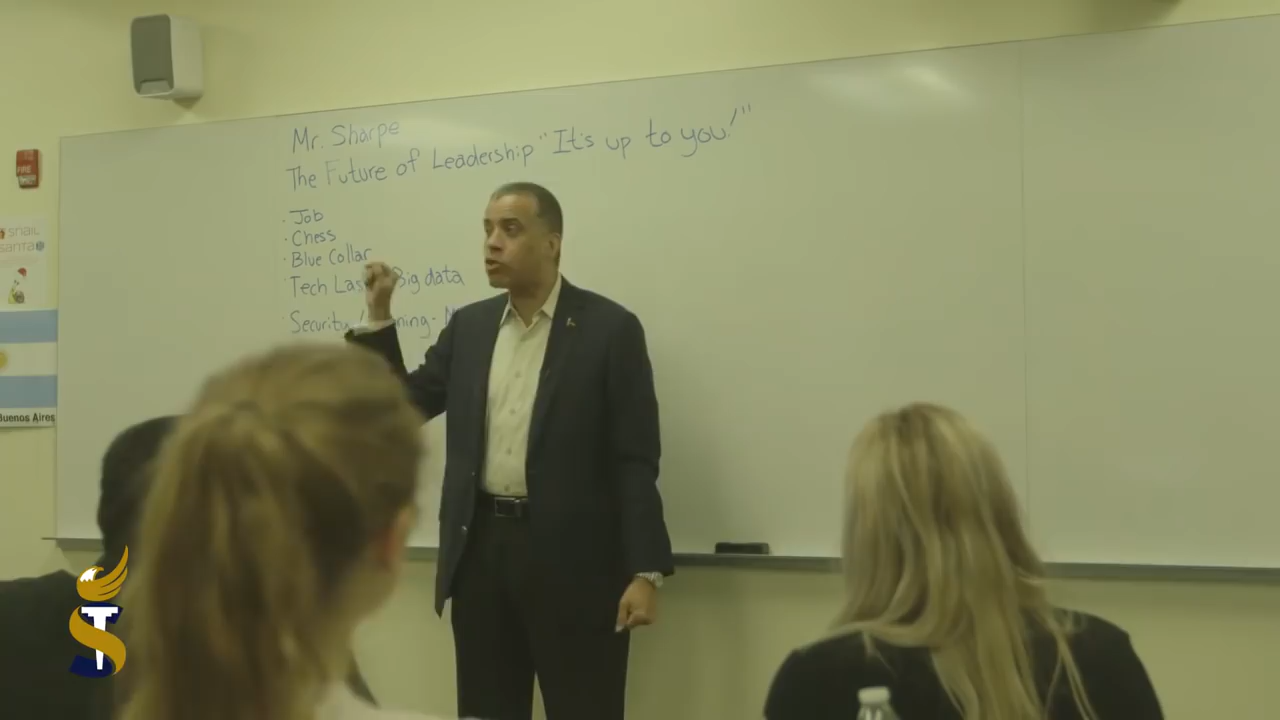 Mr. Sharpe
The Future of Leadership "It's up to you!"
· Job
· Chess
· Blue Collar
· Tech Big data
· Security
FIRE
snail
santa
Buenos Aires